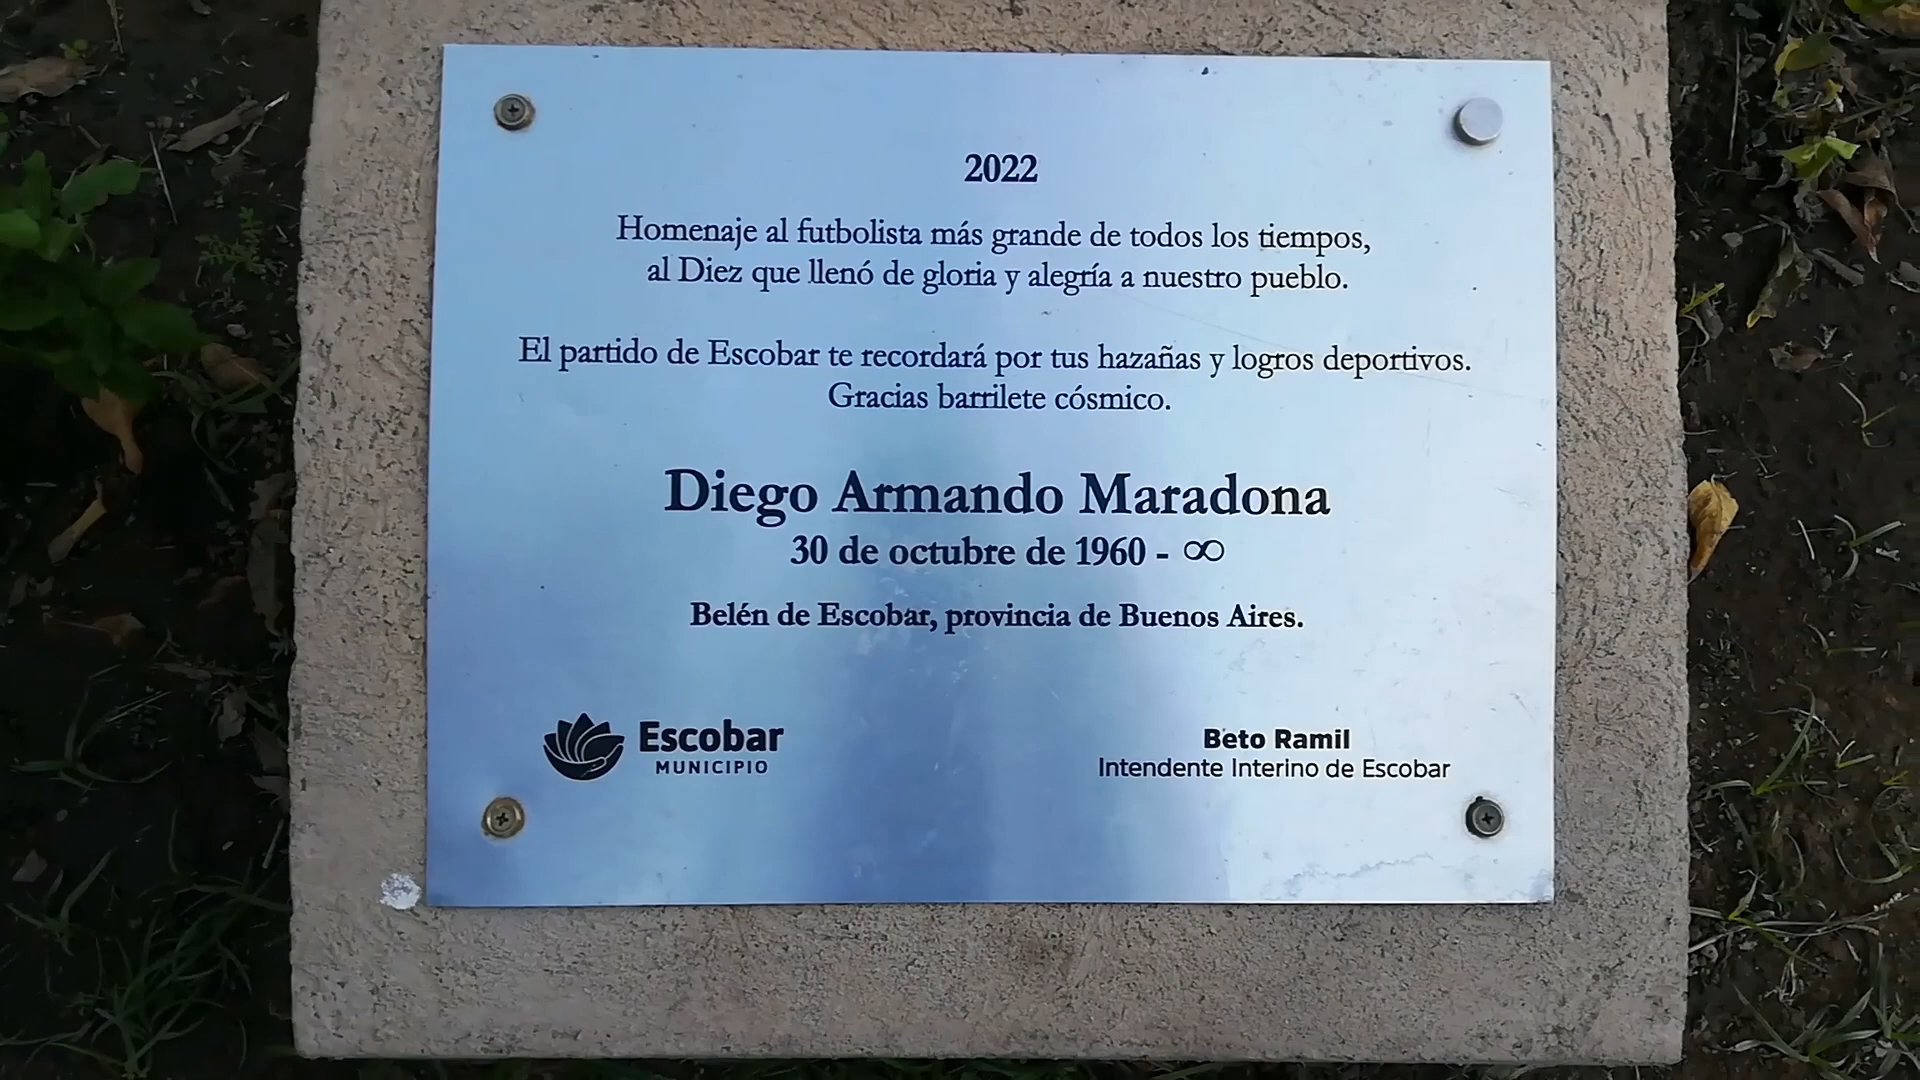 2022
Homenaje al futbolista más grande de todos los tiempos,
al Diez que llenó de gloria y alegría a nuestro pueblo.
El partido de Escobar te recordará por tus hazañas y logros deportivos.
Gracias barrilete cósmico.
Diego Armando Maradona
30 de octubre de 1960 - ∞
Belén de Escobar, provincia de Buenos Aires.
Escobar
MUNICIPIO
Beto Ramil
Intendente Interino de Escobar